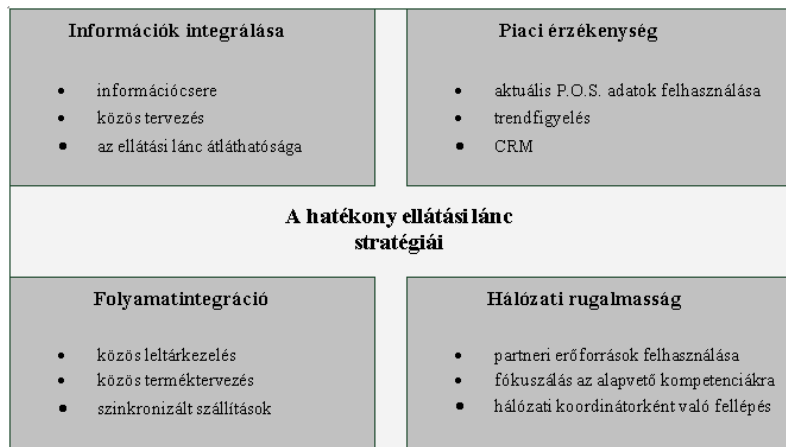 Információk integrálása
• információcsere
• közös tervezés
• az ellátási lánc átláthatósága
Piaci érzékenység
• aktuális P.O.S. adatok felhasználása
• trendfigyelés
• CRM
A hatékony ellátási lánc
stratégiái
Folyamatintegráció
• közös leltárkezelés
• közös terméktervezés
• szinkronizált szállítások
Hálózati rugalmasság
• partneri erőforrások felhasználása
• fókuszálás az alapvető kompetenciákra
• hálózati koordinátorként való fellépés